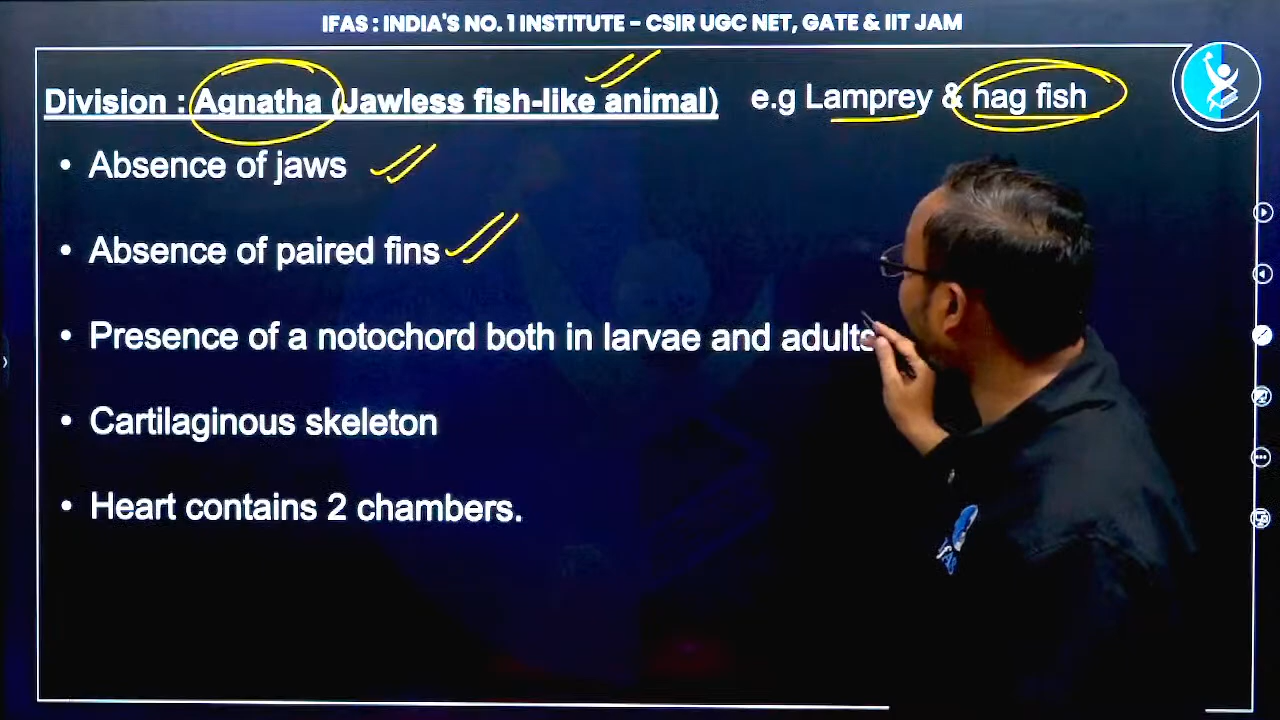 IFAS : INDIA'S NO. 1 INSTITUTE - CSIR UGC NET, GATE & IIT JAM
Division : Agnatha (Jawless fish-like animal) e.g Lamprey & hag fish
• Absence of jaws
• Absence of paired fins
• Presence of a notochord both in larvae and adults
• Cartilaginous skeleton
• Heart contains 2 chambers.